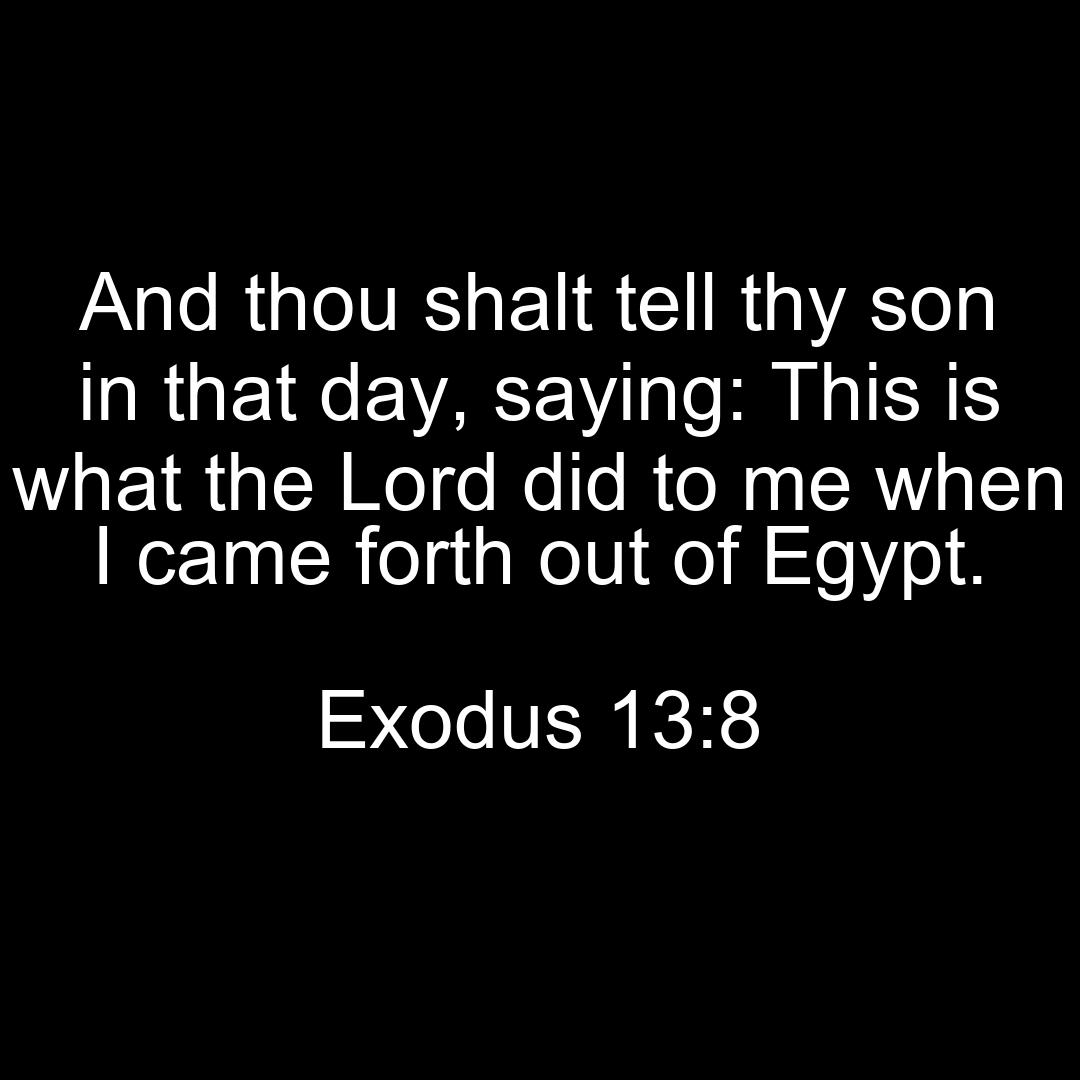 And thou shalt tell thy son
in that day, saying: This is
what the Lord did to me when
I came forth out of Egypt.
Exodus 13:8